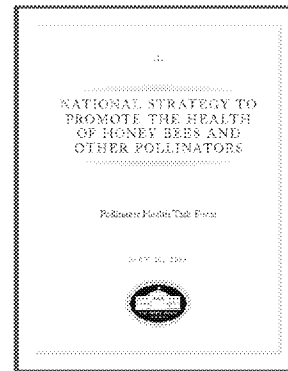 NATIONAL STRATEGY TO
PROMOTE THE HEALTH
OF HONEY BEES AND
OTHER POLLINATORS
Pollinator Health Task Force